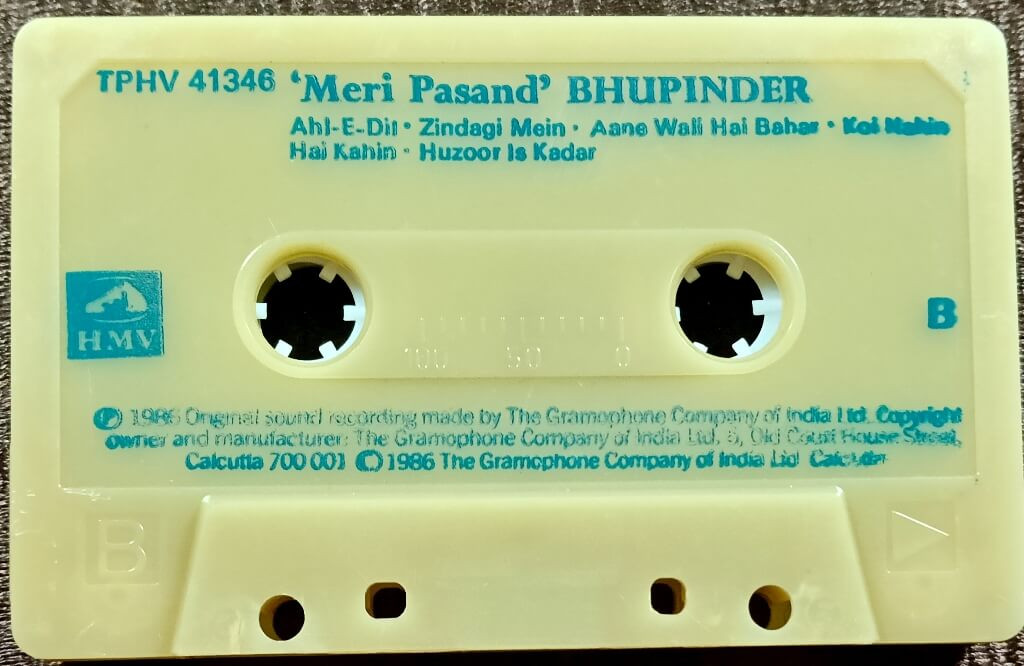 TPHV 41346 'Meri Pasand' BHUPINDER
Ahl-E-Dil • Zindagi Mein • Aane Wali Hai Bahar • Koi Nahin
Hai Kahin • Huzoor Is Kadar
HMV
B
100 50 0
Ⓟ 1986 Original sound recording made by The Gramophone Company of India Ltd. Copyright
owner and manufacturer: The Gramophone Company of India Ltd. 5, Old Court House Street,
Calcutta 700 001 © 1986 The Gramophone Company of India Ltd Calcutta
B